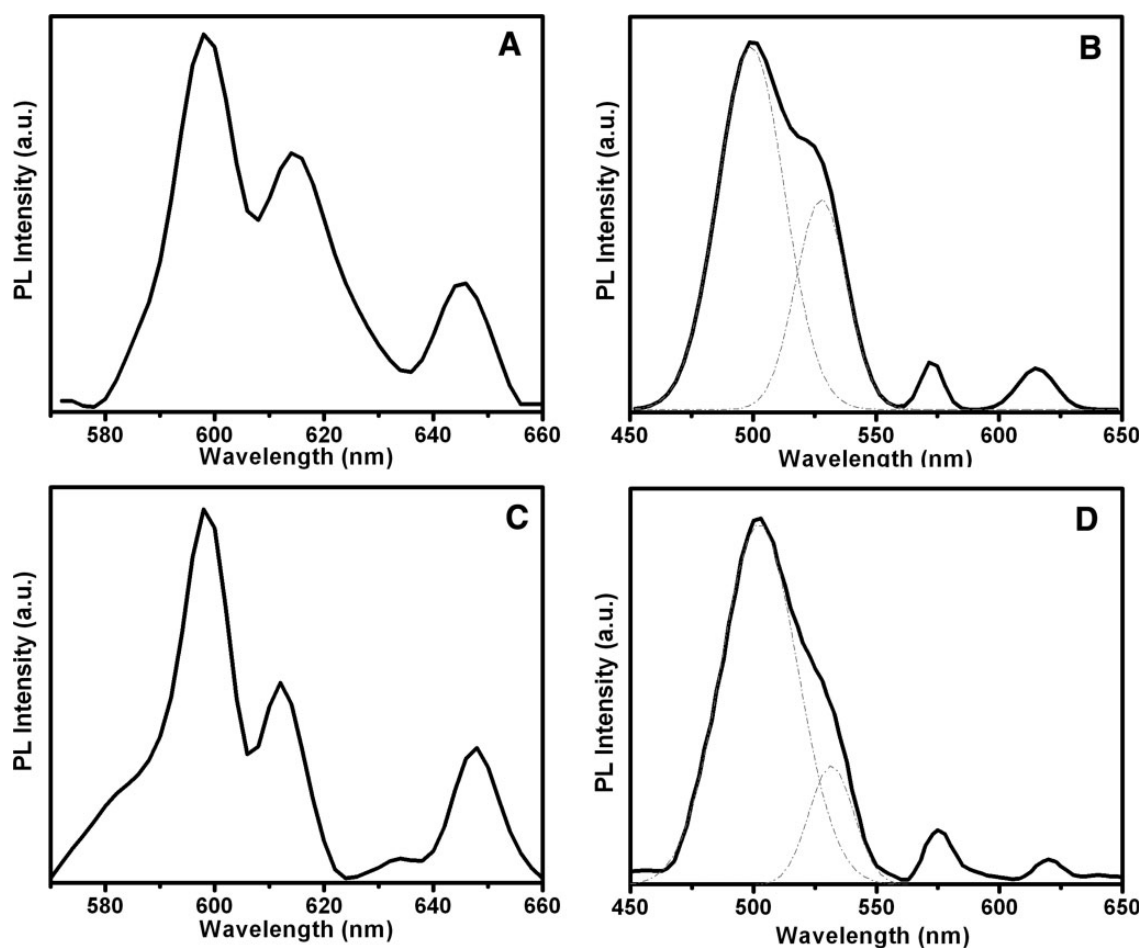 A
PL Intensity (a.u.)
580 600 620 640 660
Wavelength (nm)
B
PL Intensity (a.u.)
450 500 550 600 650
Wavelength (nm)
C
PL Intensity (a.u.)
580 600 620 640 660
Wavelength (nm)
D
PL Intensity (a.u.)
450 500 550 600 650
Wavelength (nm)